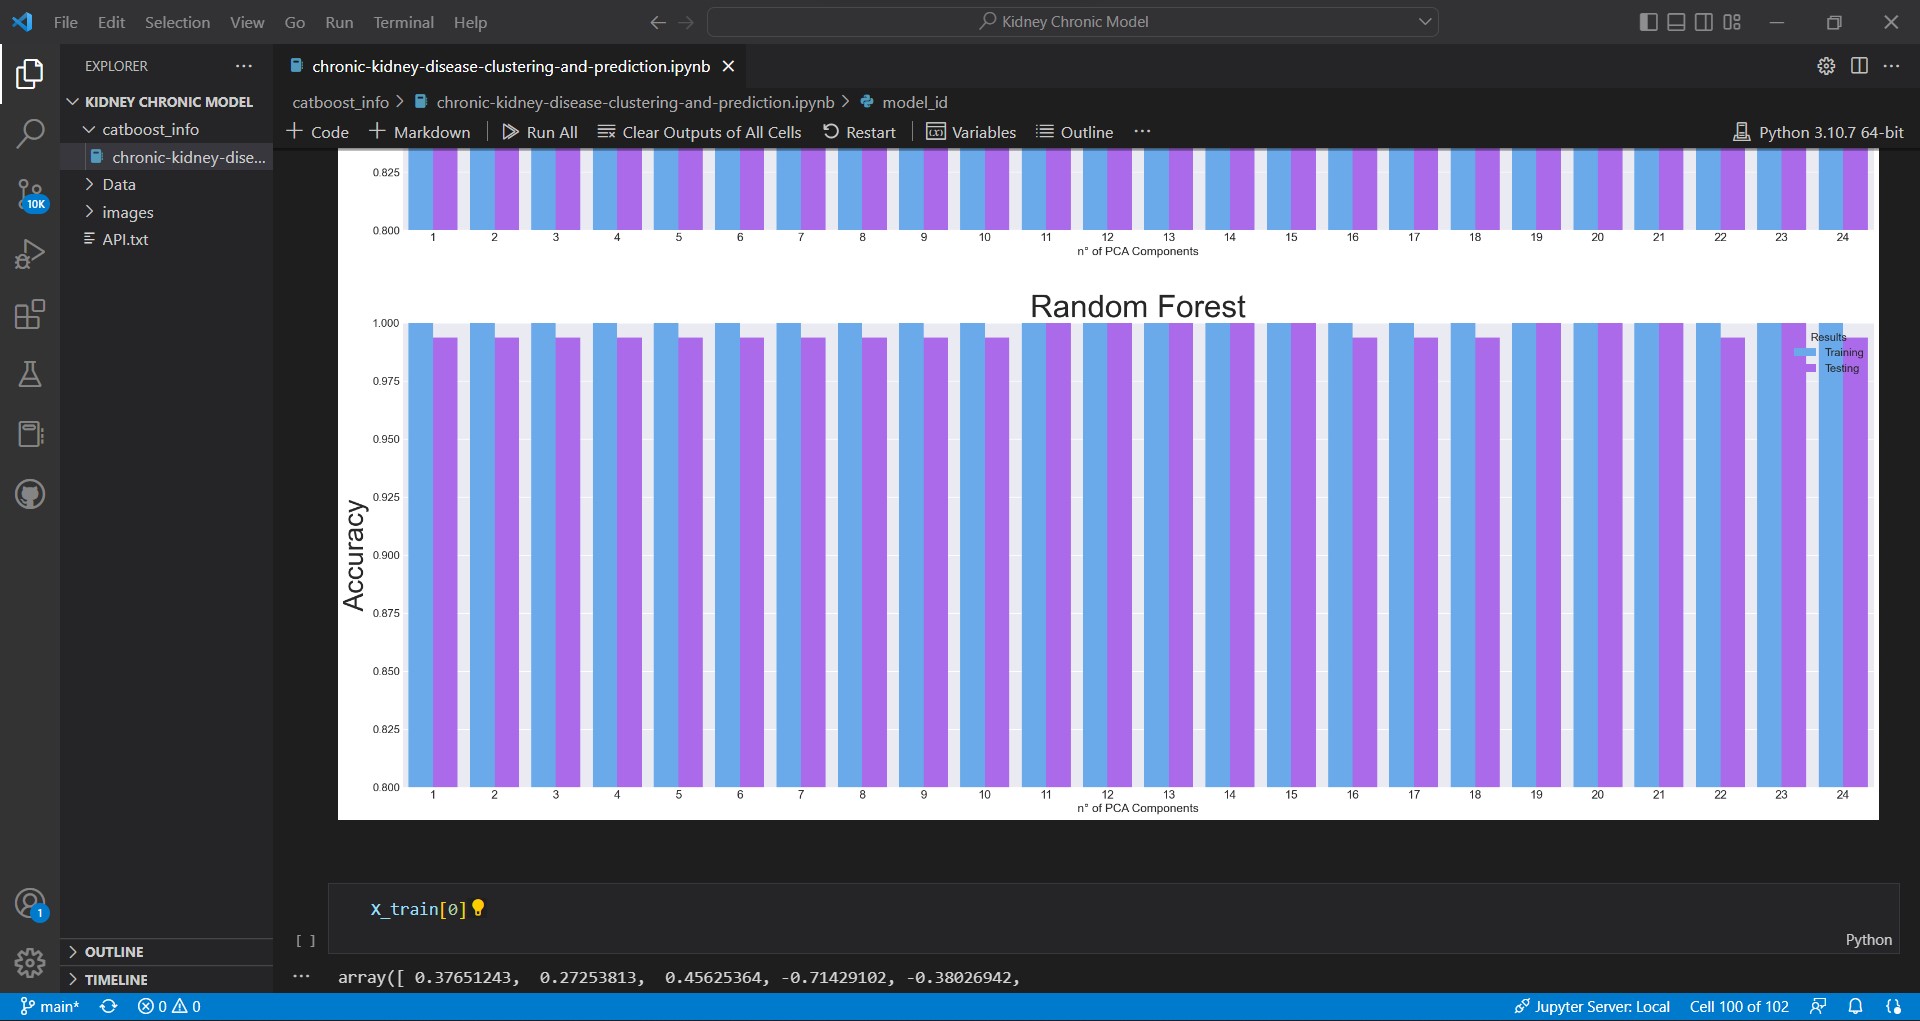 File Edit Selection View Go Run Terminal Help
Kidney Chronic Model
EXPLORER
chronic-kidney-disease-clustering-and-prediction.ipynb
KIDNEY CHRONIC MODEL
catboost_info
chronic-kidney-dise...
Data
images
API.txt
OUTLINE
TIMELINE
10K
1
catboost_info > chronic-kidney-disease-clustering-and-prediction.ipynb > model_id
+ Code + Markdown Run All Clear Outputs of All Cells Restart Variables Outline ... Python 3.10.7 64-bit
0.825
0.800
1 2 3 4 5 6 7 8 9 10 11 12 13 14 15 16 17 18 19 20 21 22 23 24
n° of PCA Components
Random Forest
Results
Training
Testing
Accuracy
1.000
0.975
0.950
0.925
0.900
0.875
0.850
0.825
0.800
1 2 3 4 5 6 7 8 9 10 11 12 13 14 15 16 17 18 19 20 21 22 23 24
n° of PCA Components
X_train[0]
[ ]
Python
... array([ 0.37651243, 0.27253813, 0.45625364, -0.71429102, -0.38026942,
main* 0 0 Jupyter Server: Local Cell 100 of 102